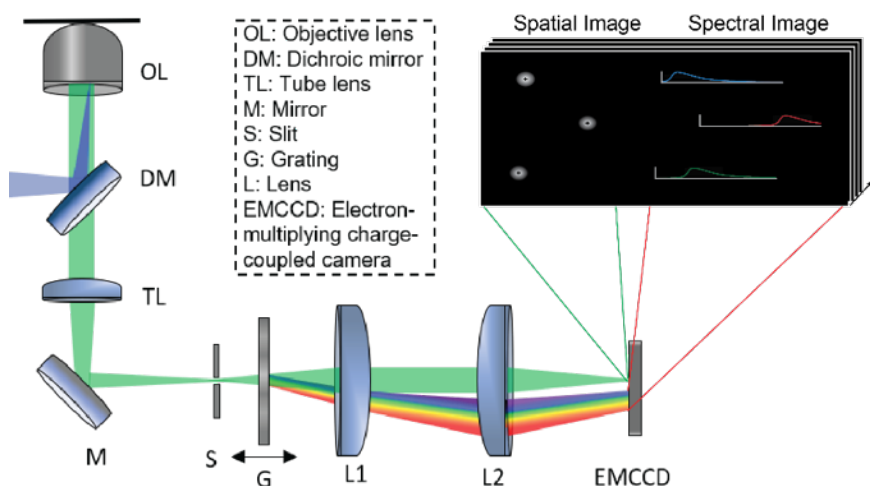 OL
DM
TL
M
OL: Objective lens
DM: Dichroic mirror
TL: Tube lens
M: Mirror
S: Slit
G: Grating
L: Lens
EMCCD: Electron-
multiplying charge-
coupled camera
Spatial Image
Spectral Image
S
G
L1
L2
EMCCD